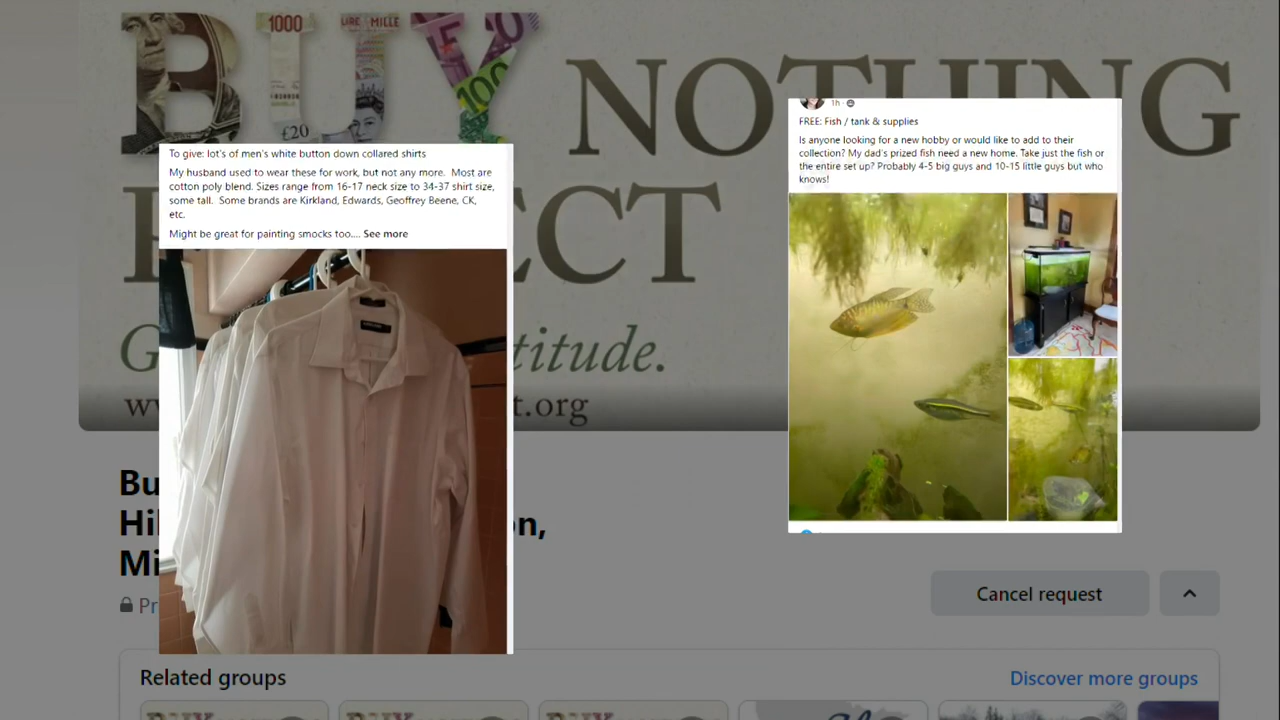 BUY NOTHING
1000
LIRE MILLE
100
£20
P
ECT
G
titude.
w
t.org
To give: lot's of men's white button down collared shirts
My husband used to wear these for work, but not any more. Most are
cotton poly blend. Sizes range from 16-17 neck size to 34-37 shirt size,
some tall. Some brands are Kirkland, Edwards, Geoffrey Beene, CK,
etc.
Might be great for painting smocks too.... See more
1h
FREE: Fish / tank & supplies
Is anyone looking for a new hobby or would like to add to their
collection? My dad's prized fish need a new home. Take just the fish or
the entire set up? Probably 4-5 big guys and 10-15 little guys but who
knows!
Bu
Hil
on,
Mi
Pr
Cancel request
Related groups
Discover more groups